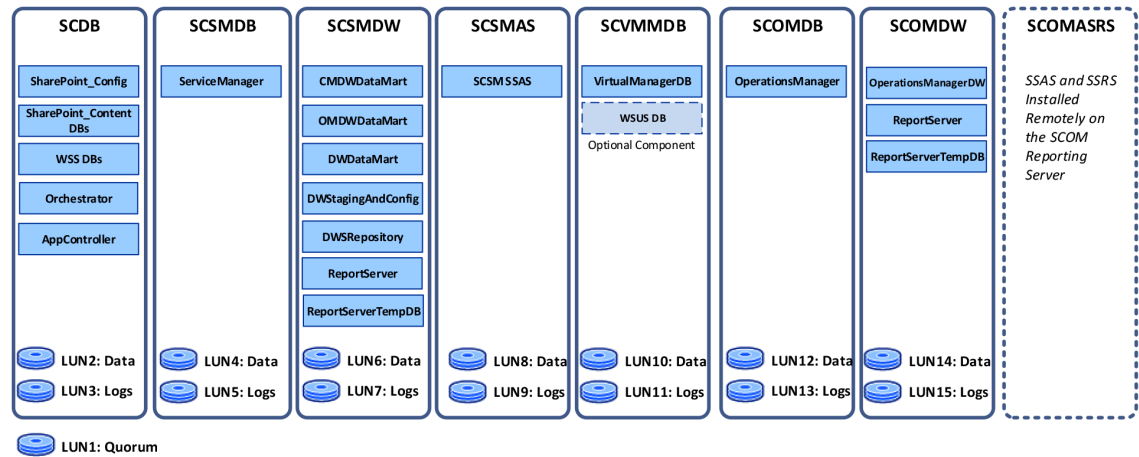 SCDB
SharePoint_Config
SharePoint_Content
DBs
WSS DBs
Orchestrator
AppController
LUN2: Data
LUN3: Logs
SCSMDB
ServiceManager
LUN4: Data
LUN5: Logs
SCSMDW
CMDWDataMart
OMDWDataMart
DWDataMart
DWStagingAndConfig
DWSRepository
ReportServer
ReportServerTempDB
LUN6: Data
LUN7: Logs
SCSMAS
SCSM SSAS
LUN8: Data
LUN9: Logs
SCVMMDB
VirtualManagerDB
WSUS DB
Optional Component
LUN10: Data
LUN11: Logs
SCOMDB
OperationsManager
LUN12: Data
LUN13: Logs
SCOMDW
OperationsManagerDW
ReportServer
ReportServerTempDB
LUN14: Data
LUN15: Logs
SCOMASRS
SSAS and SSRS
Installed
Remotely on
the SCOM
Reporting
Server
LUN1: Quorum